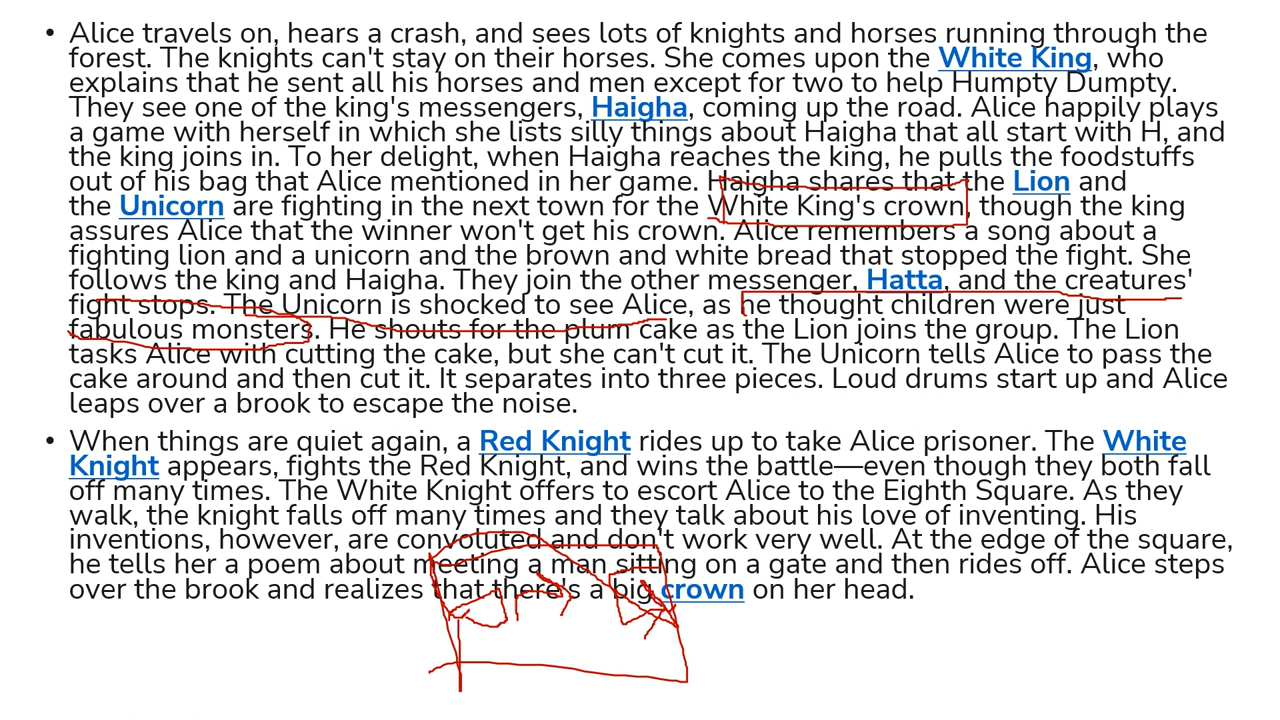 • Alice travels on, hears a crash, and sees lots of knights and horses running through the
forest. The knights can't stay on their horses. She comes upon the White King, who
explains that he sent all his horses and men except for two to help Humpty Dumpty.
They see one of the king's messengers, Haigha, coming up the road. Alice happily plays
a game with herself in which she lists silly things about Haigha that all start with H, and
the king joins in. To her delight, when Haigha reaches the king, he pulls the foodstuffs
out of his bag that Alice mentioned in her game. Haigha shares that the Lion and
the Unicorn are fighting in the next town for the White King's crown, though the king
assures Alice that the winner won't get his crown. Alice remembers a song about a
fighting lion and a unicorn and the brown and white bread that stopped the fight. She
follows the king and Haigha. They join the other messenger, Hatta, and the creatures'
fight stops. The Unicorn is shocked to see Alice, as he thought children were just
fabulous monsters. He shouts for the plum cake as the Lion joins the group. The Lion
tasks Alice with cutting the cake, but she can't cut it. The Unicorn tells Alice to pass the
cake around and then cut it. It separates into three pieces. Loud drums start up and Alice
leaps over a brook to escape the noise.
• When things are quiet again, a Red Knight rides up to take Alice prisoner. The White
Knight appears, fights the Red Knight, and wins the battle—even though they both fall
off many times. The White Knight offers to escort Alice to the Eighth Square. As they
walk, the knight falls off many times and they talk about his love of inventing. His
inventions, however, are convoluted and don't work very well. At the edge of the square,
he tells her a poem about meeting a man sitting on a gate and then rides off. Alice steps
over the brook and realizes that there's a big crown on her head.